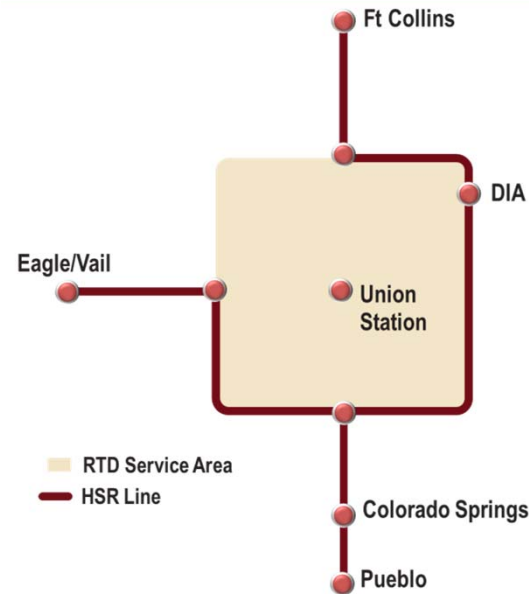 Ft Collins
DIA
Eagle/Vail
Union
Station
RTD Service Area
HSR Line
Colorado Springs
Pueblo